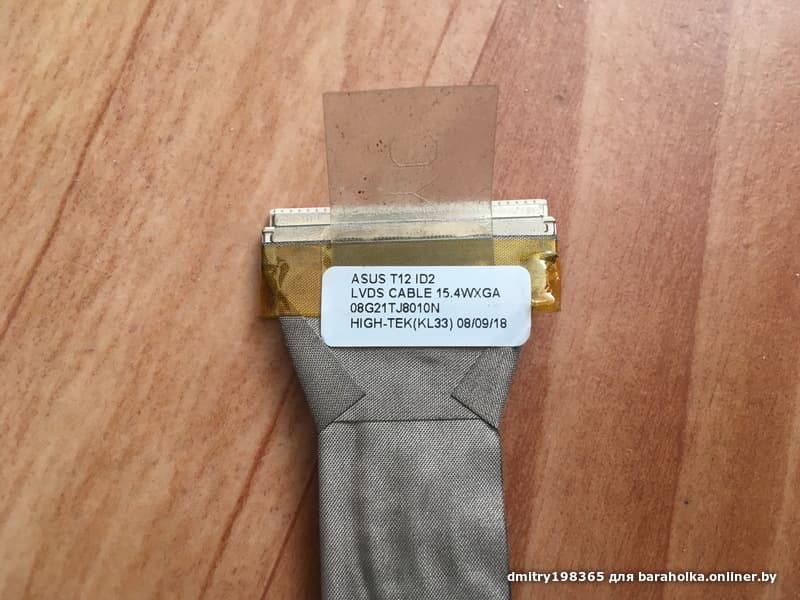 ASUS T12 ID2
LVDS CABLE 15.4WXGA
08G21TJ8010N
HIGH-TEK(KL33) 08/09/18
dmitry198365 для baraholka.onliner.by